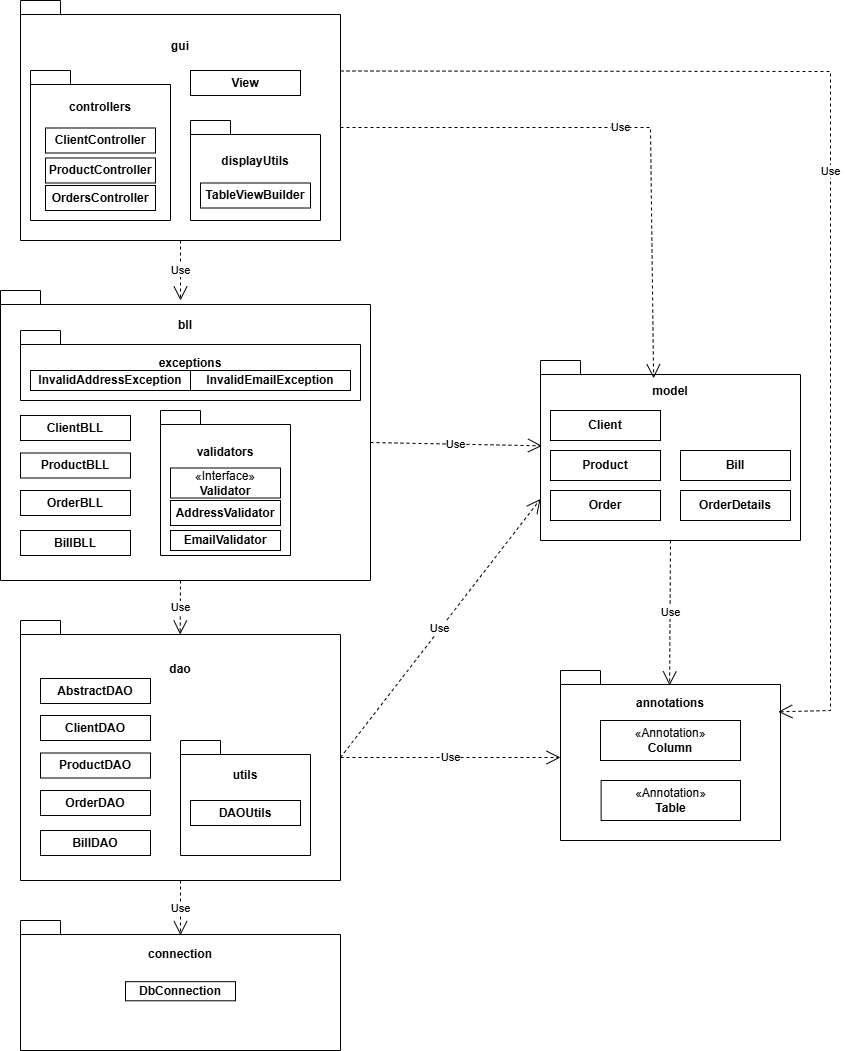 gui
View
controllers
ClientController
ProductController
OrdersController
displayUtils
TableViewBuilder
Use
Use
Use
bll
exceptions
InvalidAddressException
InvalidEmailException
ClientBLL
ProductBLL
OrderBLL
BillBLL
validators
«Interface»
Validator
AddressValidator
EmailValidator
Use
model
Client
Product
Bill
Order
OrderDetails
Use
Use
Use
dao
AbstractDAO
ClientDAO
ProductDAO
OrderDAO
BillDAO
utils
DAOUtils
Use
annotations
«Annotation»
Column
«Annotation»
Table
Use
connection
DbConnection